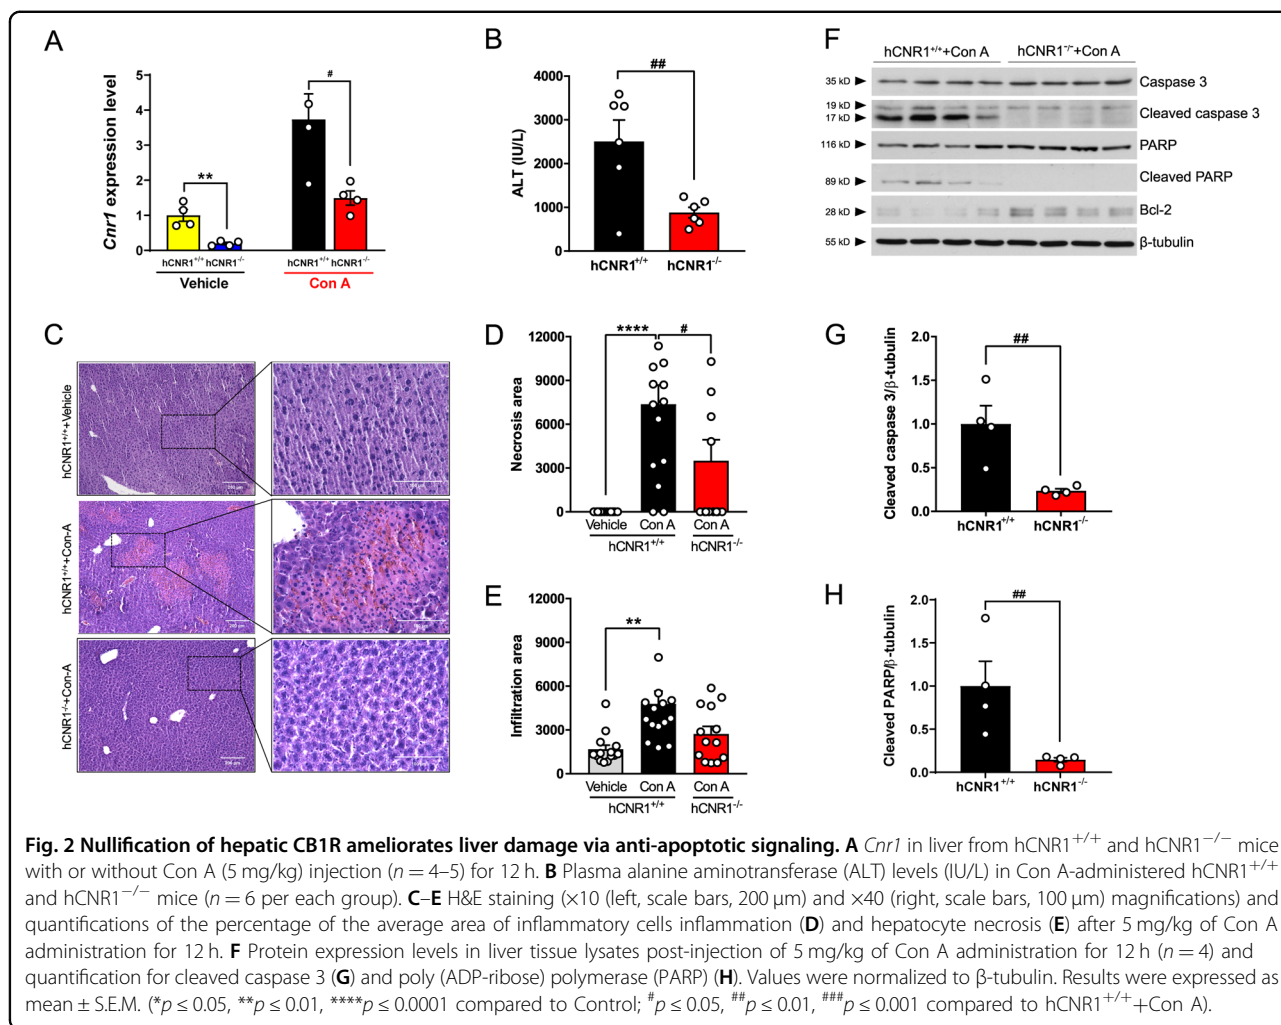 A
Cnr1 expression level
5
4
3
2
1
0
**
#
hCNR1+/+ hCNR1-/-
hCNR1+/+ hCNR1-/-
Vehicle
Con A
B
ALT (IU/L)
4000
3000
2000
1000
0
##
hCNR1+/+
hCNR1-/-
F
hCNR1+/+ +Con A
hCNR1-/- +Con A
35 kD
Caspase 3
19 kD
17 kD
Cleaved caspase 3
116 kD
PARP
89 kD
Cleaved PARP
28 kD
Bcl-2
55 kD
β-tubulin
C
hCNR1+/+ +Vehicle
hCNR1+/+ +Con-A
hCNR1-/- +Con-A
D
Necrosis area
12000
9000
6000
3000
0
****
#
Vehicle
Con A
Con A
hCNR1+/+
hCNR1-/-
E
Infiltration area
12000
9000
6000
3000
0
**
Vehicle
Con A
Con A
hCNR1+/+
hCNR1-/-
G
Cleaved caspase 3/β-tubulin
2.0
1.5
1.0
0.5
0.0
##
hCNR1+/+
hCNR1-/-
H
Cleaved PARP/β-tubulin
2.0
1.5
1.0
0.5
0.0
##
hCNR1+/+
hCNR1-/-
Fig. 2 Nullification of hepatic CB1R ameliorates liver damage via anti-apoptotic signaling. A Cnr1 in liver from hCNR1+/+ and hCNR1−/− mice
with or without Con A (5 mg/kg) injection (n = 4–5) for 12 h. B Plasma alanine aminotransferase (ALT) levels (IU/L) in Con A-administered hCNR1+/+
and hCNR1−/− mice (n = 6 per each group). C–E H&E staining (×10 (left, scale bars, 200 μm) and ×40 (right, scale bars, 100 μm) magnifications) and
quantifications of the percentage of the average area of inflammatory cells inflammation (D) and hepatocyte necrosis (E) after 5 mg/kg of Con A
administration for 12 h. F Protein expression levels in liver tissue lysates post-injection of 5 mg/kg of Con A administration for 12 h (n = 4) and
quantification for cleaved caspase 3 (G) and poly (ADP-ribose) polymerase (PARP) (H). Values were normalized to β-tubulin. Results were expressed as
mean ± S.E.M. (*p ≤ 0.05, **p ≤ 0.01, ****p ≤ 0.0001 compared to Control; #p ≤ 0.05, ##p ≤ 0.01, ###p ≤ 0.001 compared to hCNR1+/++Con A).